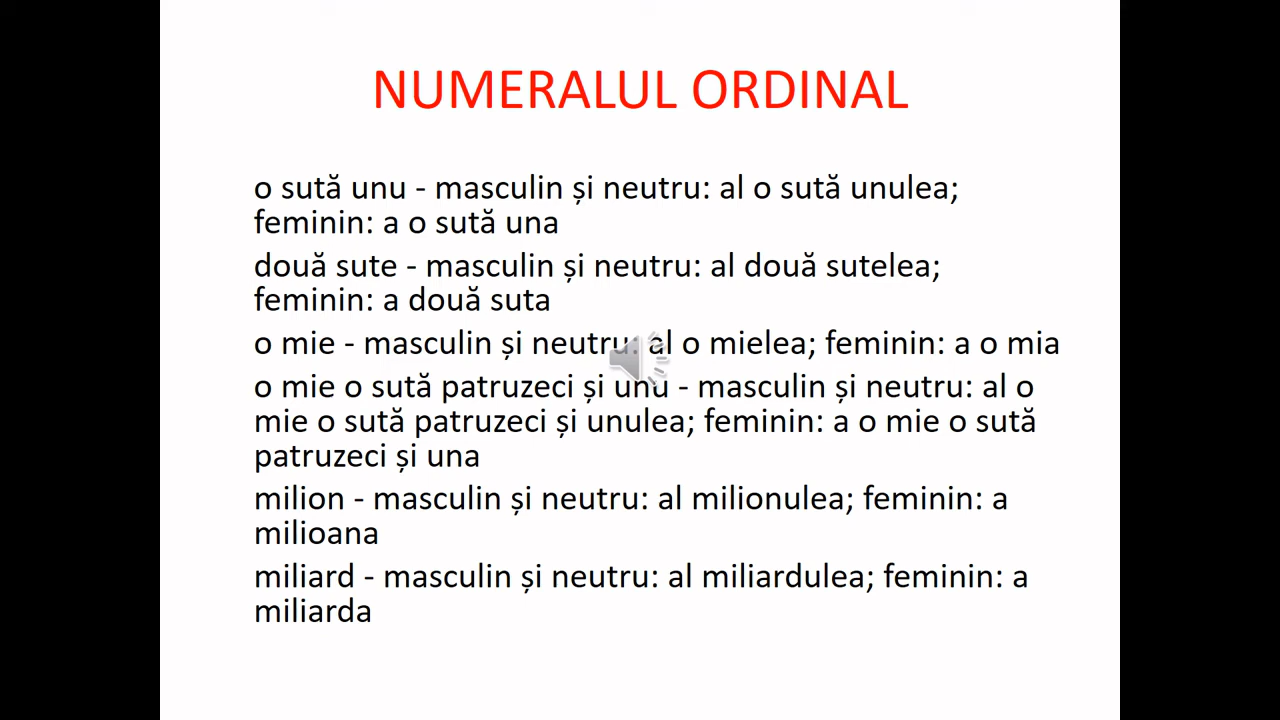 NUMERALUL ORDINAL
o sută unu - masculin și neutru: al o sută unulea;
feminin: a o sută una
două sute - masculin și neutru: al două sutelea;
feminin: a două suta
o mie - masculin și neutru: al o mielea; feminin: a o mia
o mie o sută patruzeci și unu - masculin și neutru: al o
mie o sută patruzeci și unulea; feminin: a o mie o sută
patruzeci și una
milion - masculin și neutru: al milionulea; feminin: a
milioana
miliard - masculin și neutru: al miliardulea; feminin: a
miliarda